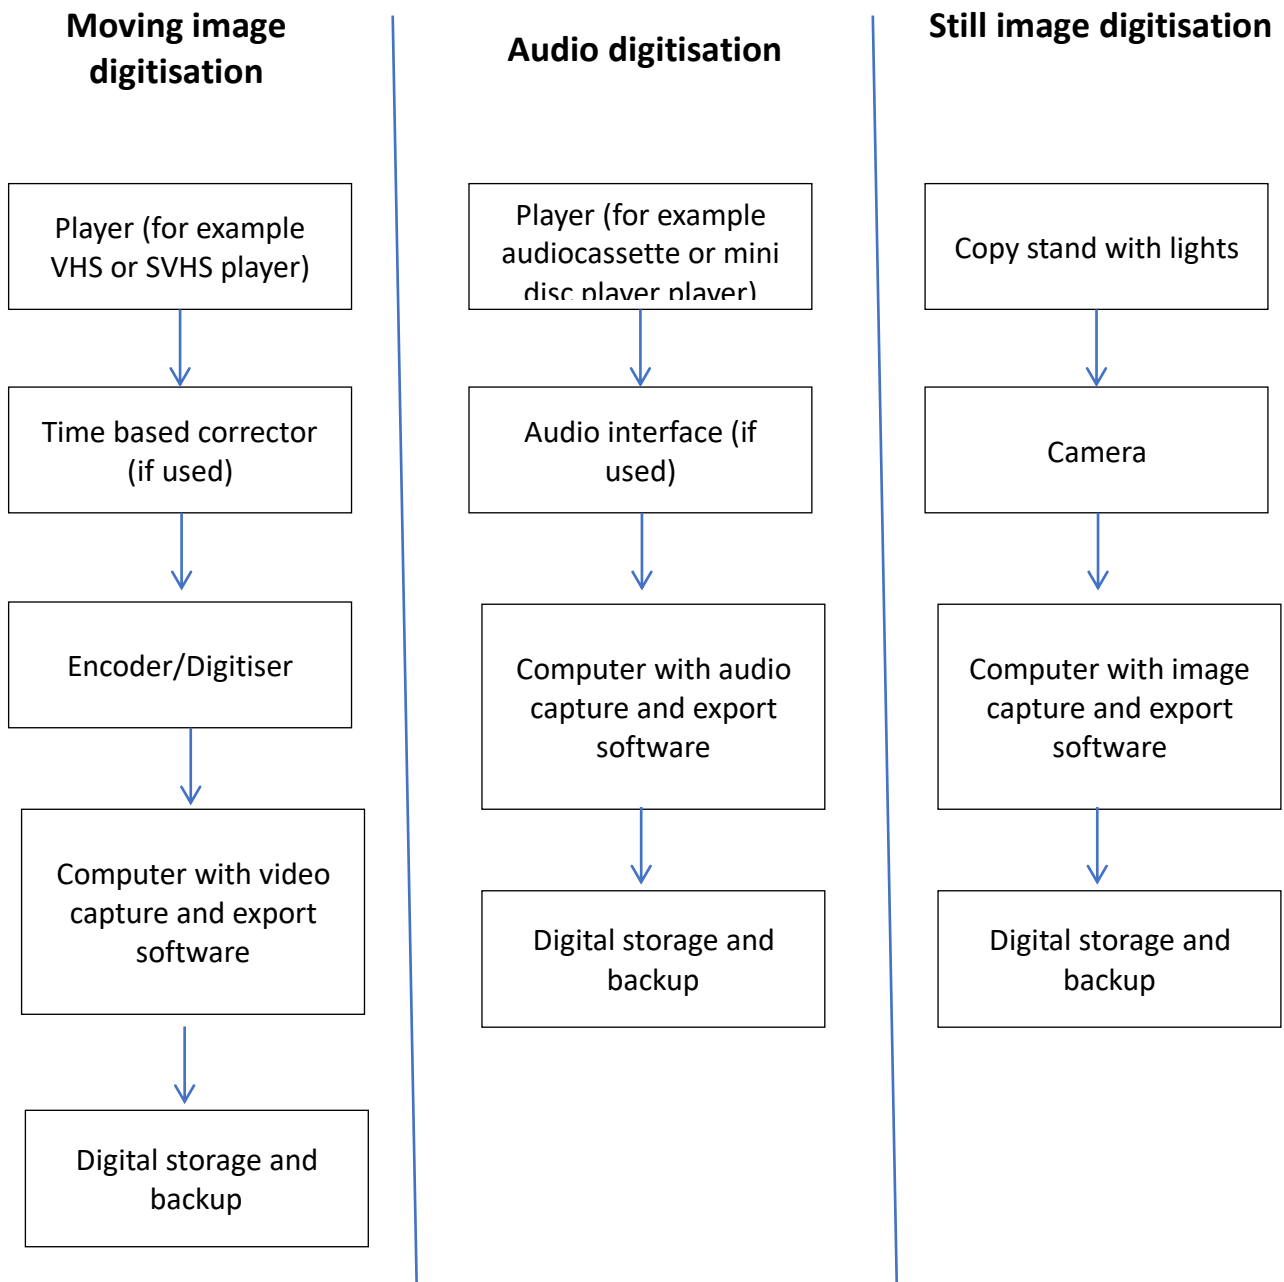 Moving image
digitisation
Player (for example
VHS or SVHS player)
Time based corrector
(if used)
Encoder/Digitiser
Computer with video
capture and export
software
Digital storage and
backup
Audio digitisation
Player (for example
audiocassette or mini
disc player player)
Audio interface (if
used)
Computer with audio
capture and export
software
Digital storage and
backup
Still image digitisation
Copy stand with lights
Camera
Computer with image
capture and export
software
Digital storage and
backup